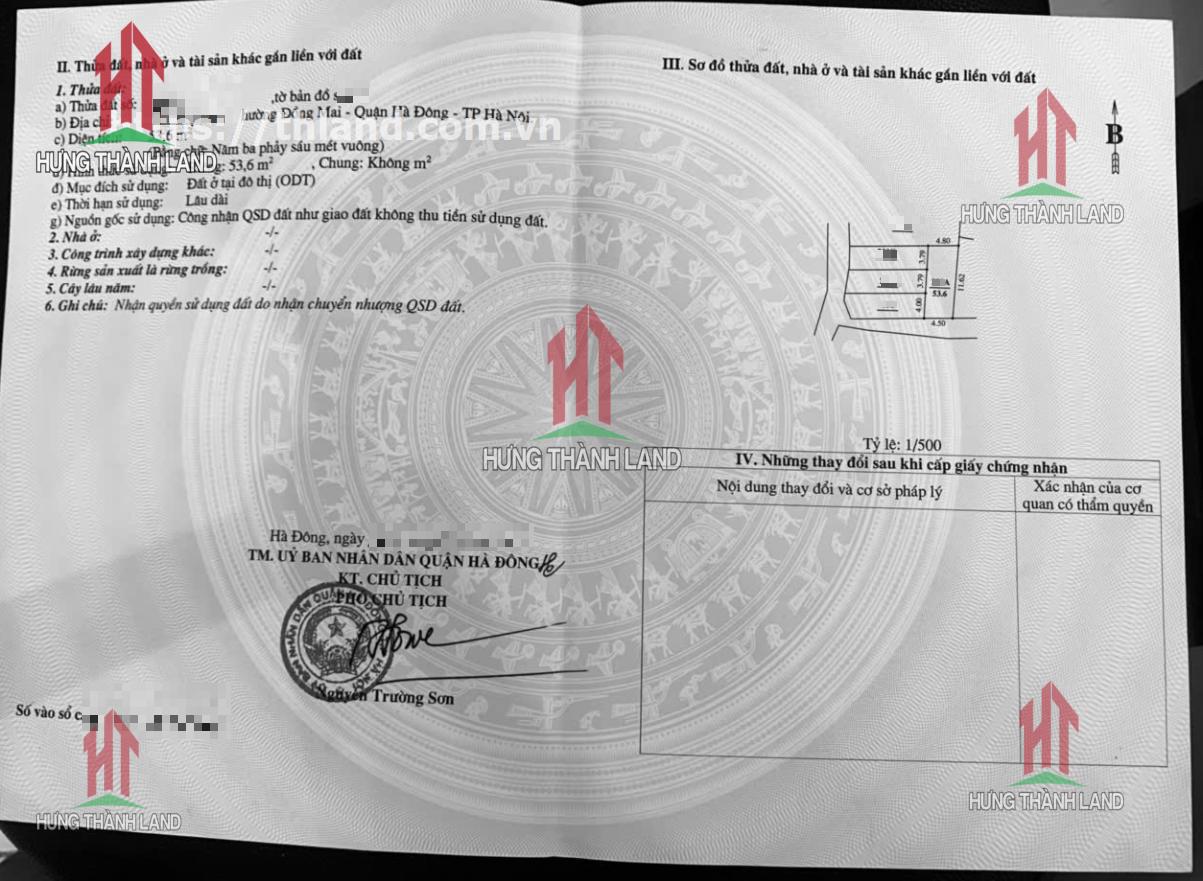 II. Thửa đất, nhà ở và tài sản khác gắn liền với đất
1. Thửa đất:
a) Thửa đất số: tờ bản đồ
b) Địa chỉ: Đồng Mai - Quận Hà Đông - TP Hà Nội
c) Diện
https://thland.com.vn
HƯNG THÀNH LAND
Năm ba phảy sáu mét vuông)
53,6 m², Chung: Không m²
đ) Mục đích sử dụng: Đất ở tại đô thị (ODT)
e) Thời hạn sử dụng: Lâu dài
g) Nguồn gốc sử dụng: Công nhận QSD đất như giao đất không thu tiền sử dụng đất.
2. Nhà ở: -/-
3. Công trình xây dựng khác: -/-
4. Rừng sản xuất là rừng trồng: -/-
5. Cây lâu năm: -/-
6. Ghi chú: Nhận quyền sử dụng đất do nhận chuyển nhượng QSD đất.
Hà Đông, ngày
TM. UỶ BAN NHÂN DÂN QUẬN HÀ ĐÔNG
KT. CHỦ TỊCH
PHÓ CHỦ TỊCH
Nguyễn Trường Sơn
Số vào sổ
HƯNG THÀNH LAND
HƯNG THÀNH LAND
III. Sơ đồ thửa đất, nhà ở và tài sản khác gắn liền với đất
B
HƯNG THÀNH LAND
4.80
3.79
3.79
4.00
11.62
A
53.6
4.50
Tỷ lệ: 1/500
IV. Những thay đổi sau khi cấp giấy chứng nhận
Nội dung thay đổi và cơ sở pháp lý
Xác nhận của cơ
quan có thẩm quyền
HƯNG THÀNH LAND